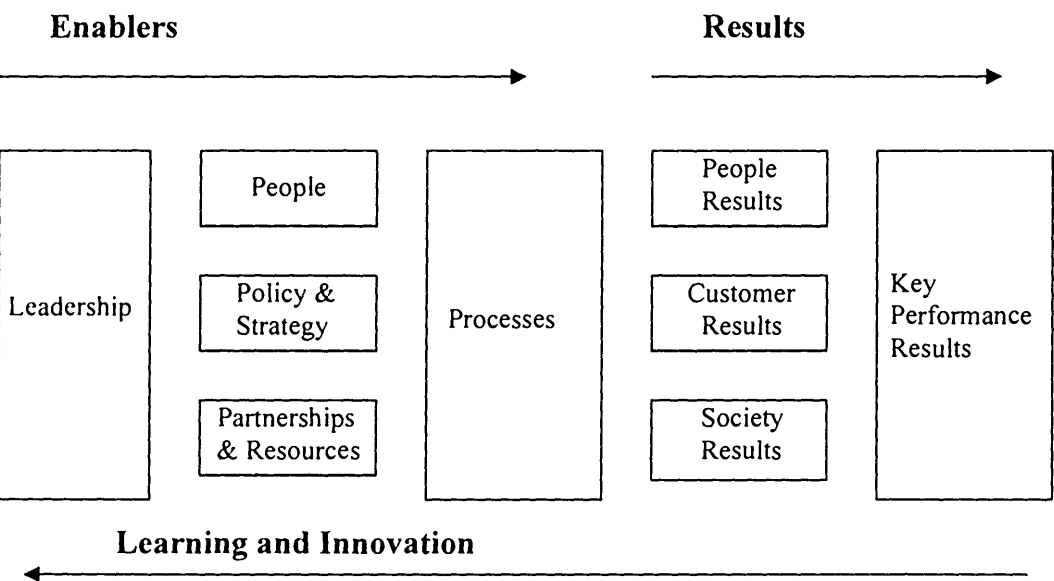 Enablers
Results
Leadership
People
Policy &
Strategy
Partnerships
& Resources
Processes
People
Results
Customer
Results
Society
Results
Key
Performance
Results
Learning and Innovation